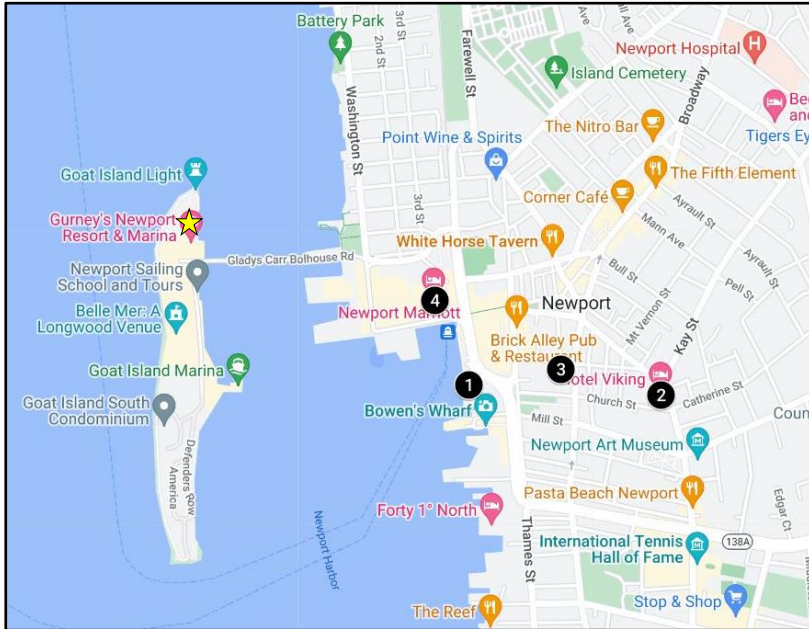 Battery Park
3rd St
2nd St
Washington St
Farewell St
Island Cemetery
Newport Hospital
Broadway
The Nitro Bar
Tigers Ey
Point Wine & Spirits
The Fifth Element
Goat Island Light
Corner Café
3rd St
Ayrault St
Mann Ave
Gurney's Newport
Resort & Marina
White Horse Tavern
Gladys Carr Bolhouse Rd
Bull St
Ayrault St
Pell St
Newport Sailing
School and Tours
Newport Marriott
4
Newport
Mt Vernon St
Kay St
Belle Mer: A
Longwood Venue
Brick Alley Pub
& Restaurant
Goat Island Marina
3
Hotel Viking
1
2
Catherine St
Church St
Goat Island South
Condominium
Bowen's Wharf
Mill St
Coun
Newport Art Museum
Defenders Row
America
Pasta Beach Newport
Edgar Ct
Forty 1° North
Newport Harbor
Thames St
International Tennis
Hall of Fame
138A
The Reef
Stop & Shop